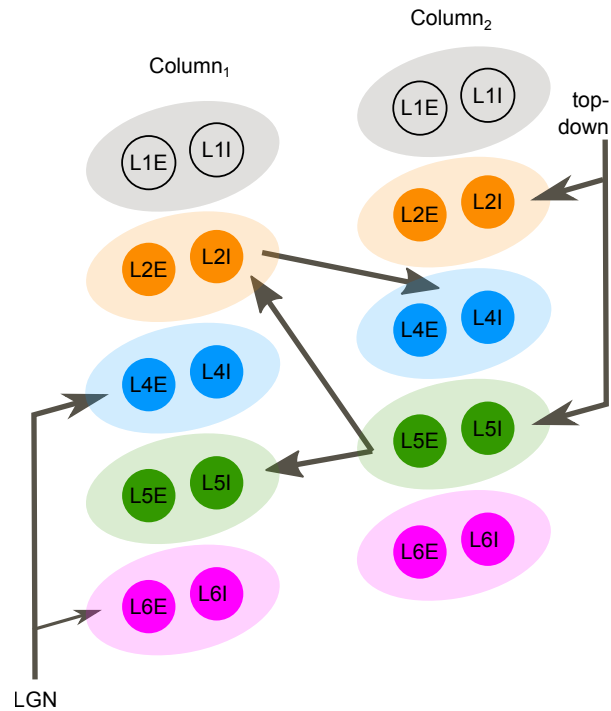 Column₁
Column₂
L1E L1I
L1E L1I
top-
down
L2E L2I
L2E L2I
L4E L4I
L4E L4I
L5E L5I
L5E L5I
L6E L6I
L6E L6I
LGN